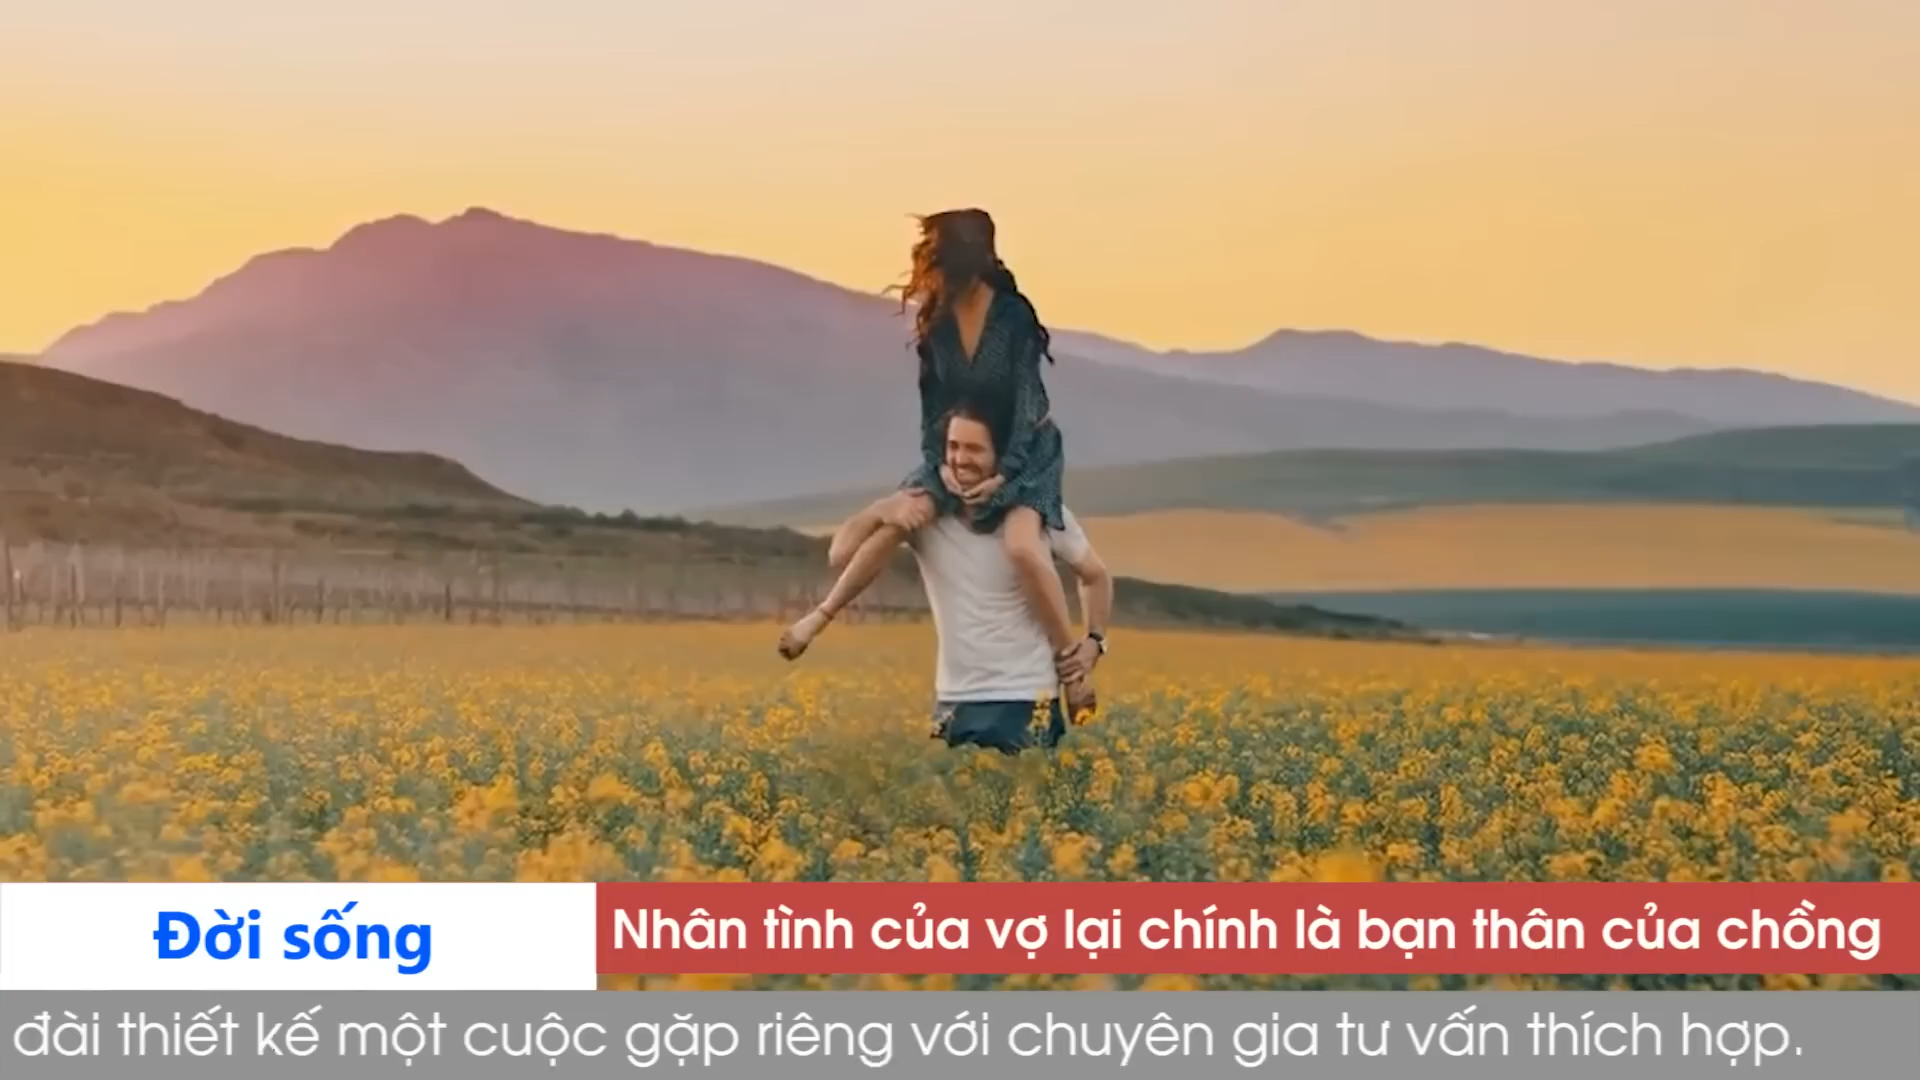 Đời sống
Nhân tình của vợ lại chính là bạn thân của chồng
đài thiết kế một cuộc gặp riêng với chuyên gia tư vấn thích hợp.